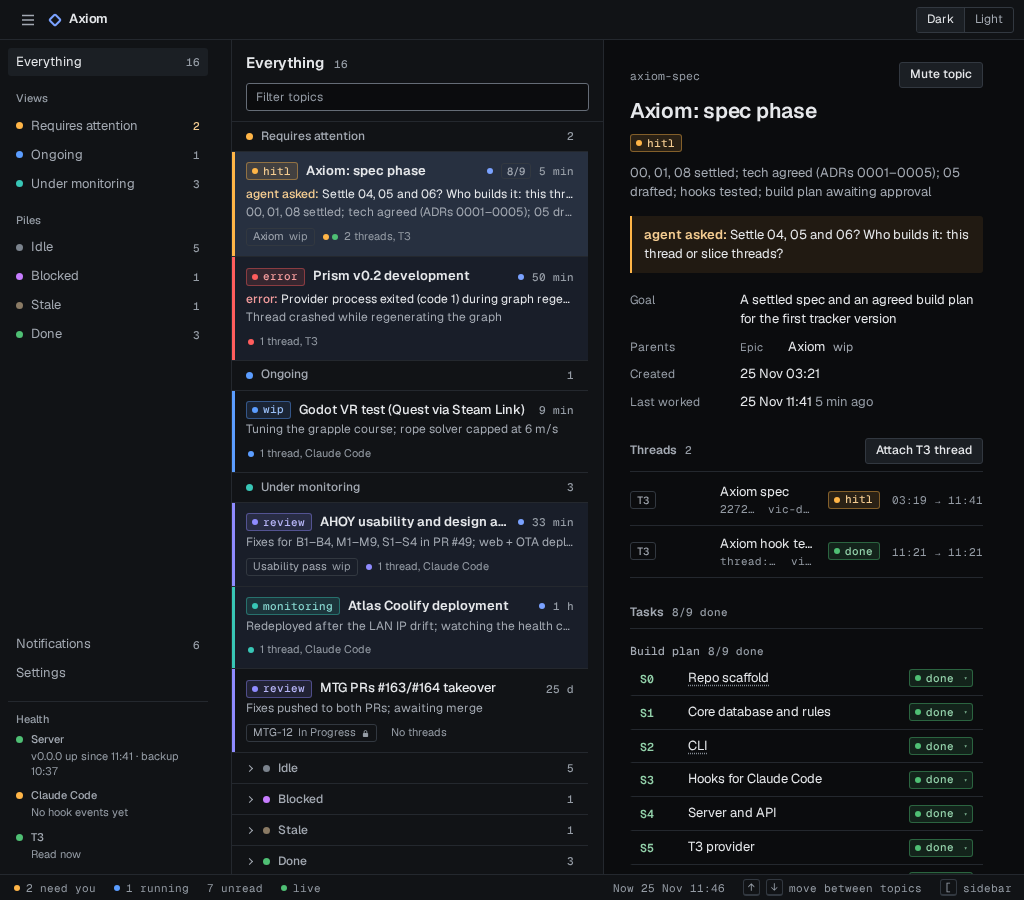 Axiom
Dark Light
Everything 16
Views
Requires attention 2
Ongoing 1
Under monitoring 3
Piles
Idle 5
Blocked 1
Stale 1
Done 3
Notifications 6
Settings
Health
Server
v0.0.0 up since 11:41 · backup
10:37
Claude Code
No hook events yet
T3
Read now
Everything 16
Filter topics
Requires attention 2
hitl Axiom: spec phase 8/9 5 min
agent asked: Settle 04, 05 and 06? Who builds it: this thr…
00, 01, 08 settled; tech agreed (ADRs 0001–0005); 05 dr…
Axiom wip 2 threads, T3
error Prism v0.2 development 50 min
error: Provider process exited (code 1) during graph rege…
Thread crashed while regenerating the graph
1 thread, T3
Ongoing 1
wip Godot VR test (Quest via Steam Link) 9 min
Tuning the grapple course; rope solver capped at 6 m/s
1 thread, Claude Code
Under monitoring 3
review AHOY usability and design a… 33 min
Fixes for B1–B4, M1–M9, S1–S4 in PR #49; web + OTA depl…
Usability pass wip 1 thread, Claude Code
monitoring Atlas Coolify deployment 1 h
Redeployed after the LAN IP drift; watching the health c…
1 thread, Claude Code
review MTG PRs #163/#164 takeover 25 d
Fixes pushed to both PRs; awaiting merge
MTG-12 In Progress No threads
Idle 5
Blocked 1
Stale 1
Done 3
axiom-spec
Mute topic
Axiom: spec phase
hitl
00, 01, 08 settled; tech agreed (ADRs 0001–0005); 05
drafted; hooks tested; build plan awaiting approval
agent asked: Settle 04, 05 and 06? Who builds it: this
thread or slice threads?
Goal A settled spec and an agreed build plan
for the first tracker version
Parents Epic Axiom wip
Created 25 Nov 03:21
Last worked 25 Nov 11:41 5 min ago
Threads 2 Attach T3 thread
T3 Axiom spec hitl 03:19 → 11:41
2272… vic-d…
T3 Axiom hook te… done 11:21 → 11:21
thread:… vi…
Tasks 8/9 done
Build plan 8/9 done
S0 Repo scaffold done
S1 Core database and rules done
S2 CLI done
S3 Hooks for Claude Code done
S4 Server and API done
S5 T3 provider done
2 need you 1 running 7 unread live Now 25 Nov 11:46 ↑ ↓ move between topics [ sidebar